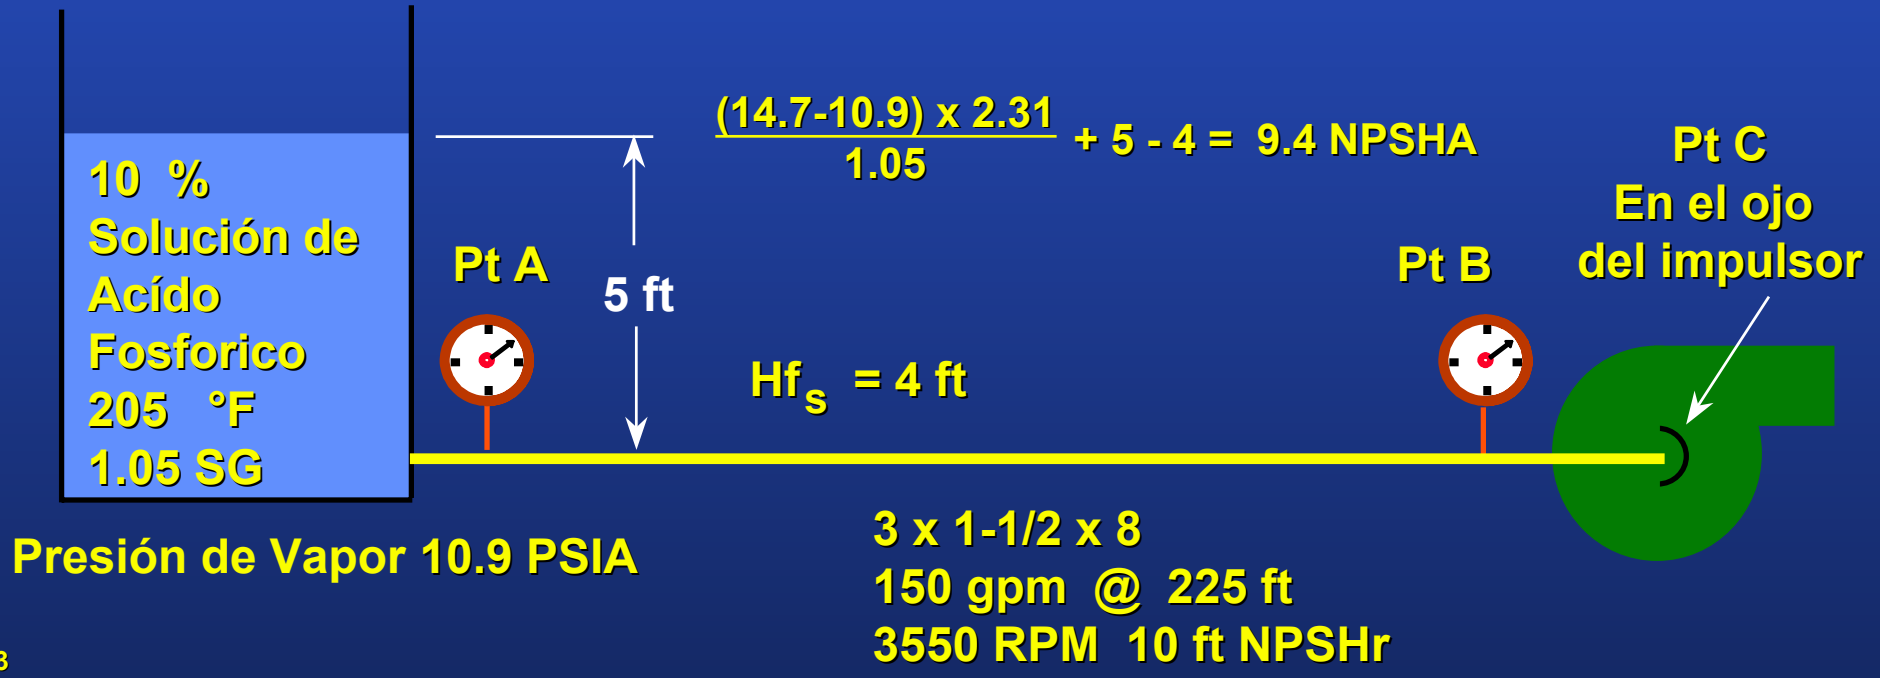 (14.7-10.9) x 2.31
1.05
+ 5 - 4 = 9.4 NPSHA
10 %
Solución de
Acído
Fosforico
205 °F
1.05 SG
Pt A
5 ft
Hfs = 4 ft
Pt B
Pt C
En el ojo
del impulsor
Presión de Vapor 10.9 PSIA
3 x 1-1/2 x 8
150 gpm @ 225 ft
3550 RPM 10 ft NPSHr